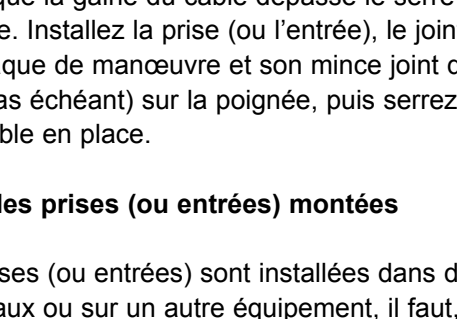 que la gaine du câble dépasse le serre
e. Installez la prise (ou l'entrée), le joint
que de manœuvre et son mince joint d
as échéant) sur la poignée, puis serrez
ble en place.
des prises (ou entrées) montées
ses (ou entrées) sont installées dans d
aux ou sur un autre équipement, il faut,